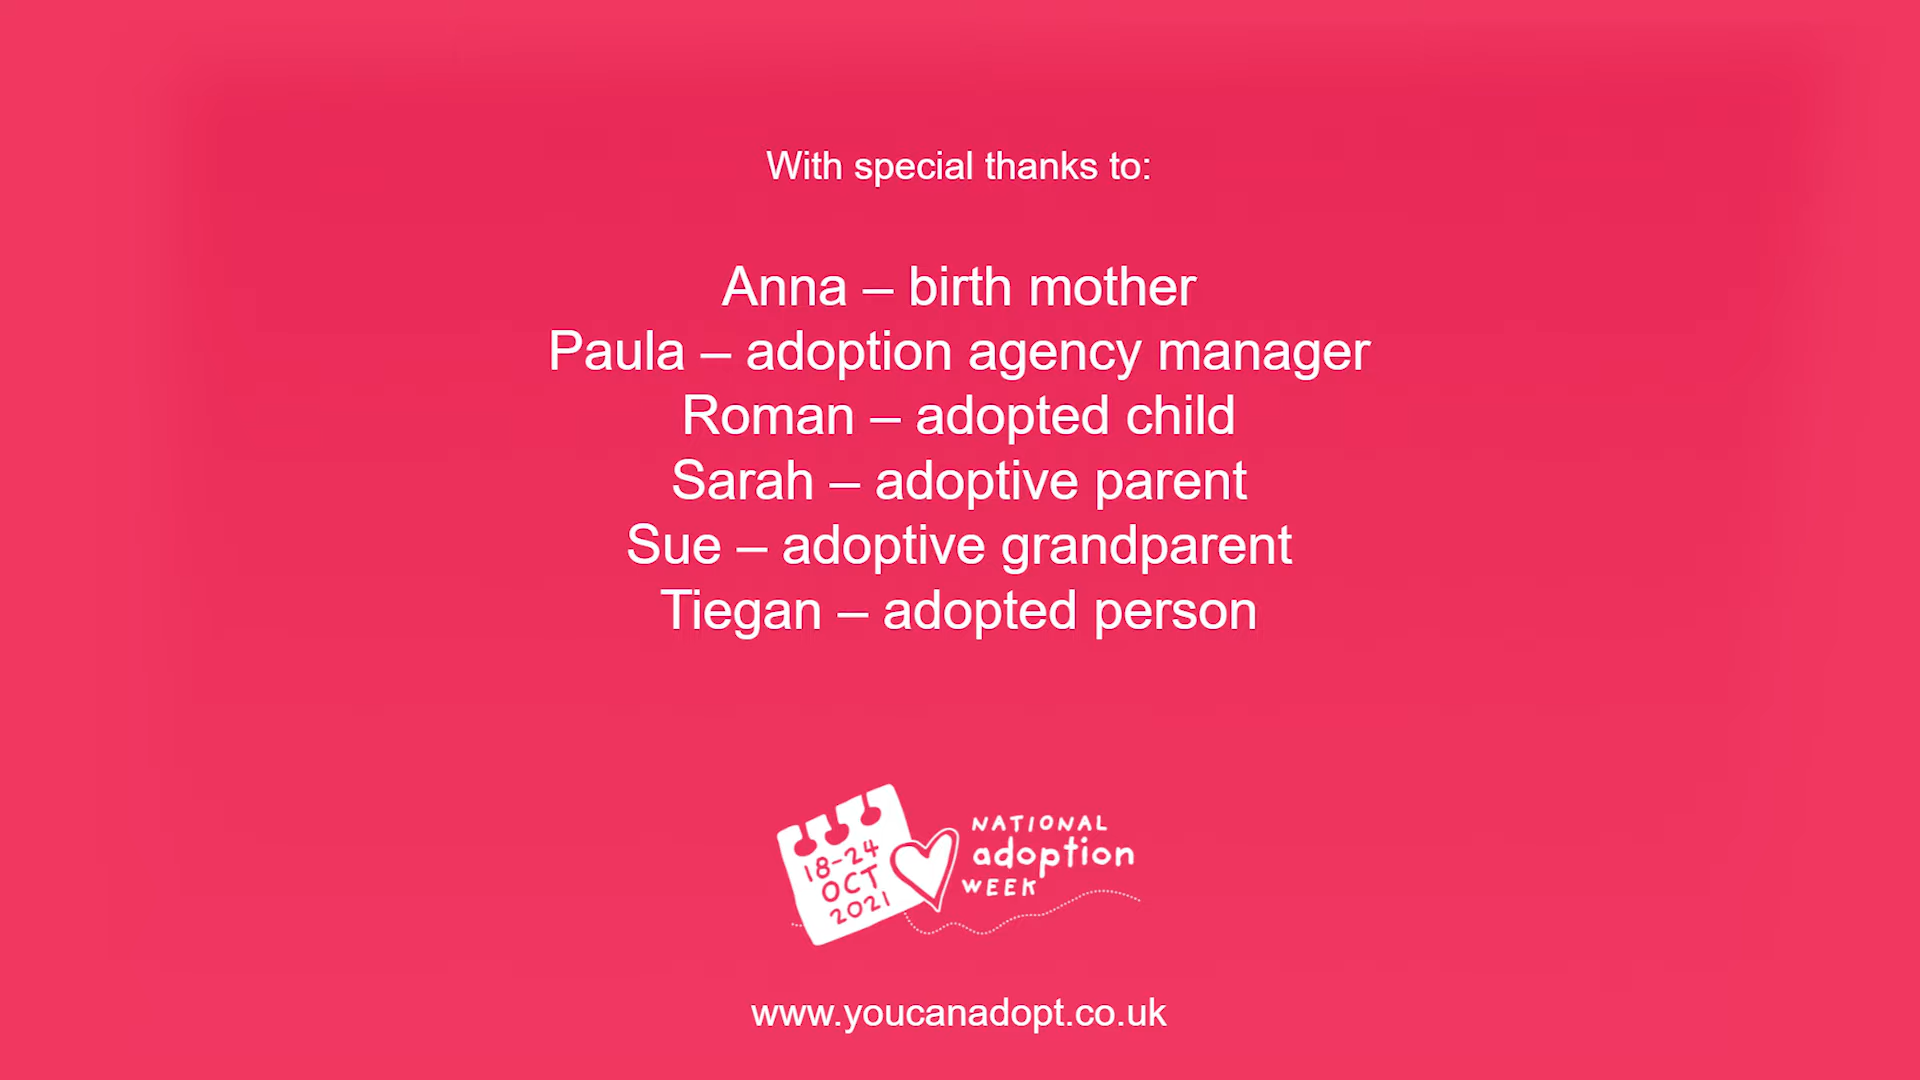 With special thanks to:
Anna – birth mother
Paula – adoption agency manager
Roman – adopted child
Sarah – adoptive parent
Sue – adoptive grandparent
Tiegan – adopted person
18-24
OCT
2021
NATIONAL
adoption
WEEK
www.youcanadopt.co.uk